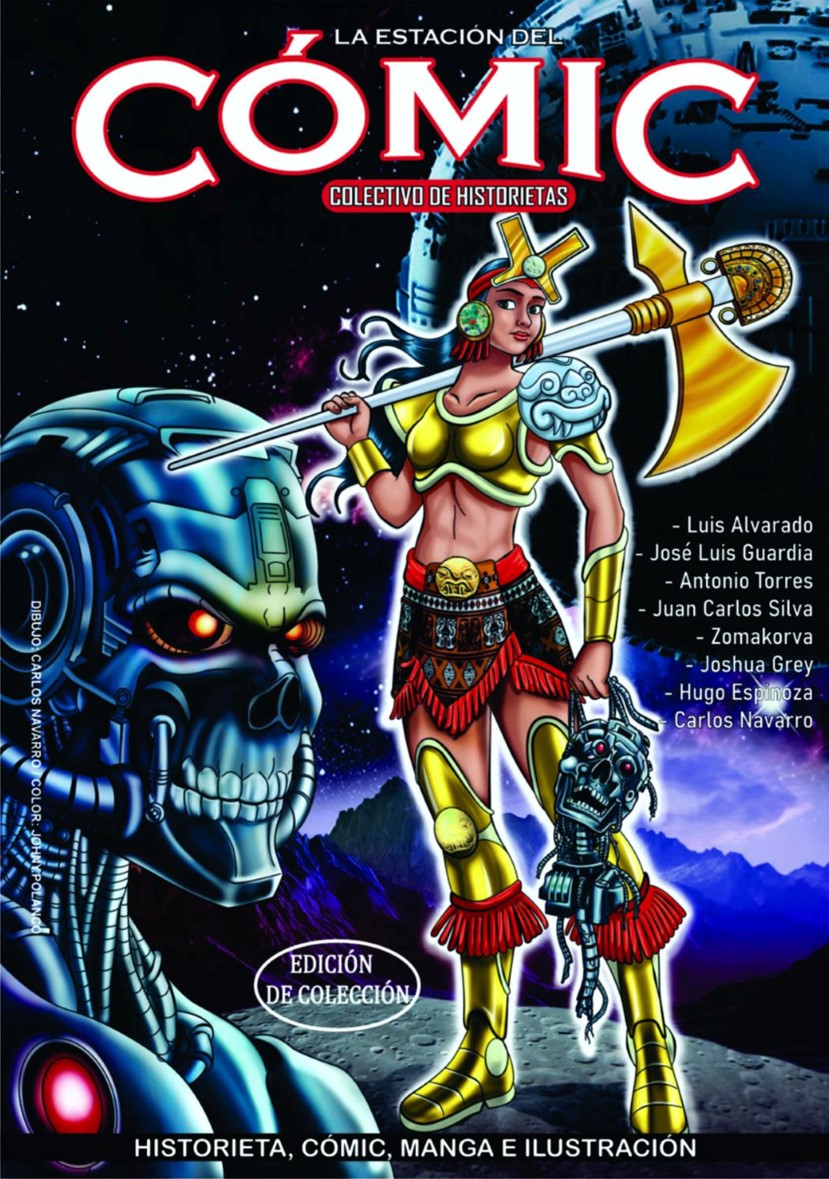 LA ESTACIÓN DEL
CÓMIC
COLECTIVO DE HISTORIETAS
- Luis Alvarado
- José Luis Guardia
- Antonio Torres
- Juan Carlos Silva
- Zomakorva
- Joshua Grey
- Hugo Espinoza
- Carlos Navarro
DIBUJO: CARLOS NAVARRO / COLOR: JOHNY POLANCO
EDICIÓN
DE COLECCIÓN
HISTORIETA, CÓMIC, MANGA E ILUSTRACIÓN